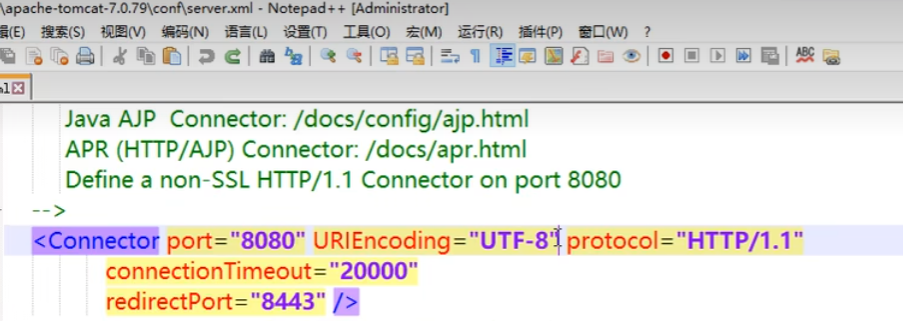 \apache-tomcat-7.0.79\conf\server.xml - Notepad++ [Administrator]
辑(E) 搜索(S) 视图(V) 编码(N) 语言(L) 设置(T) 工具(O) 宏(M) 运行(R) 插件(P) 窗口(W) ?
Java AJP  Connector: /docs/config/ajp.html
APR (HTTP/AJP) Connector: /docs/apr.html
Define a non-SSL HTTP/1.1 Connector on port 8080
-->
<Connector port="8080" URIEncoding="UTF-8" protocol="HTTP/1.1"
connectionTimeout="20000"
redirectPort="8443" />